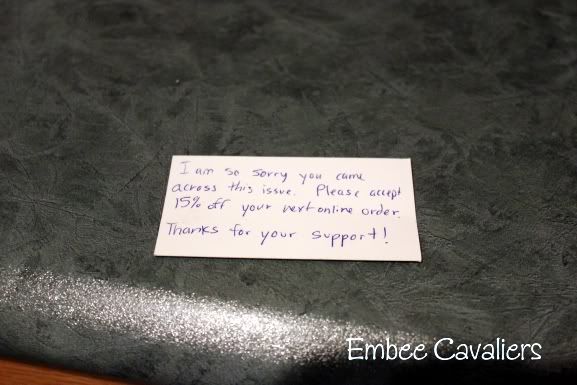 I am so sorry you came
across this issue. Please accept
15% off your next online order.
Thanks for your support!
Embee Cavaliers